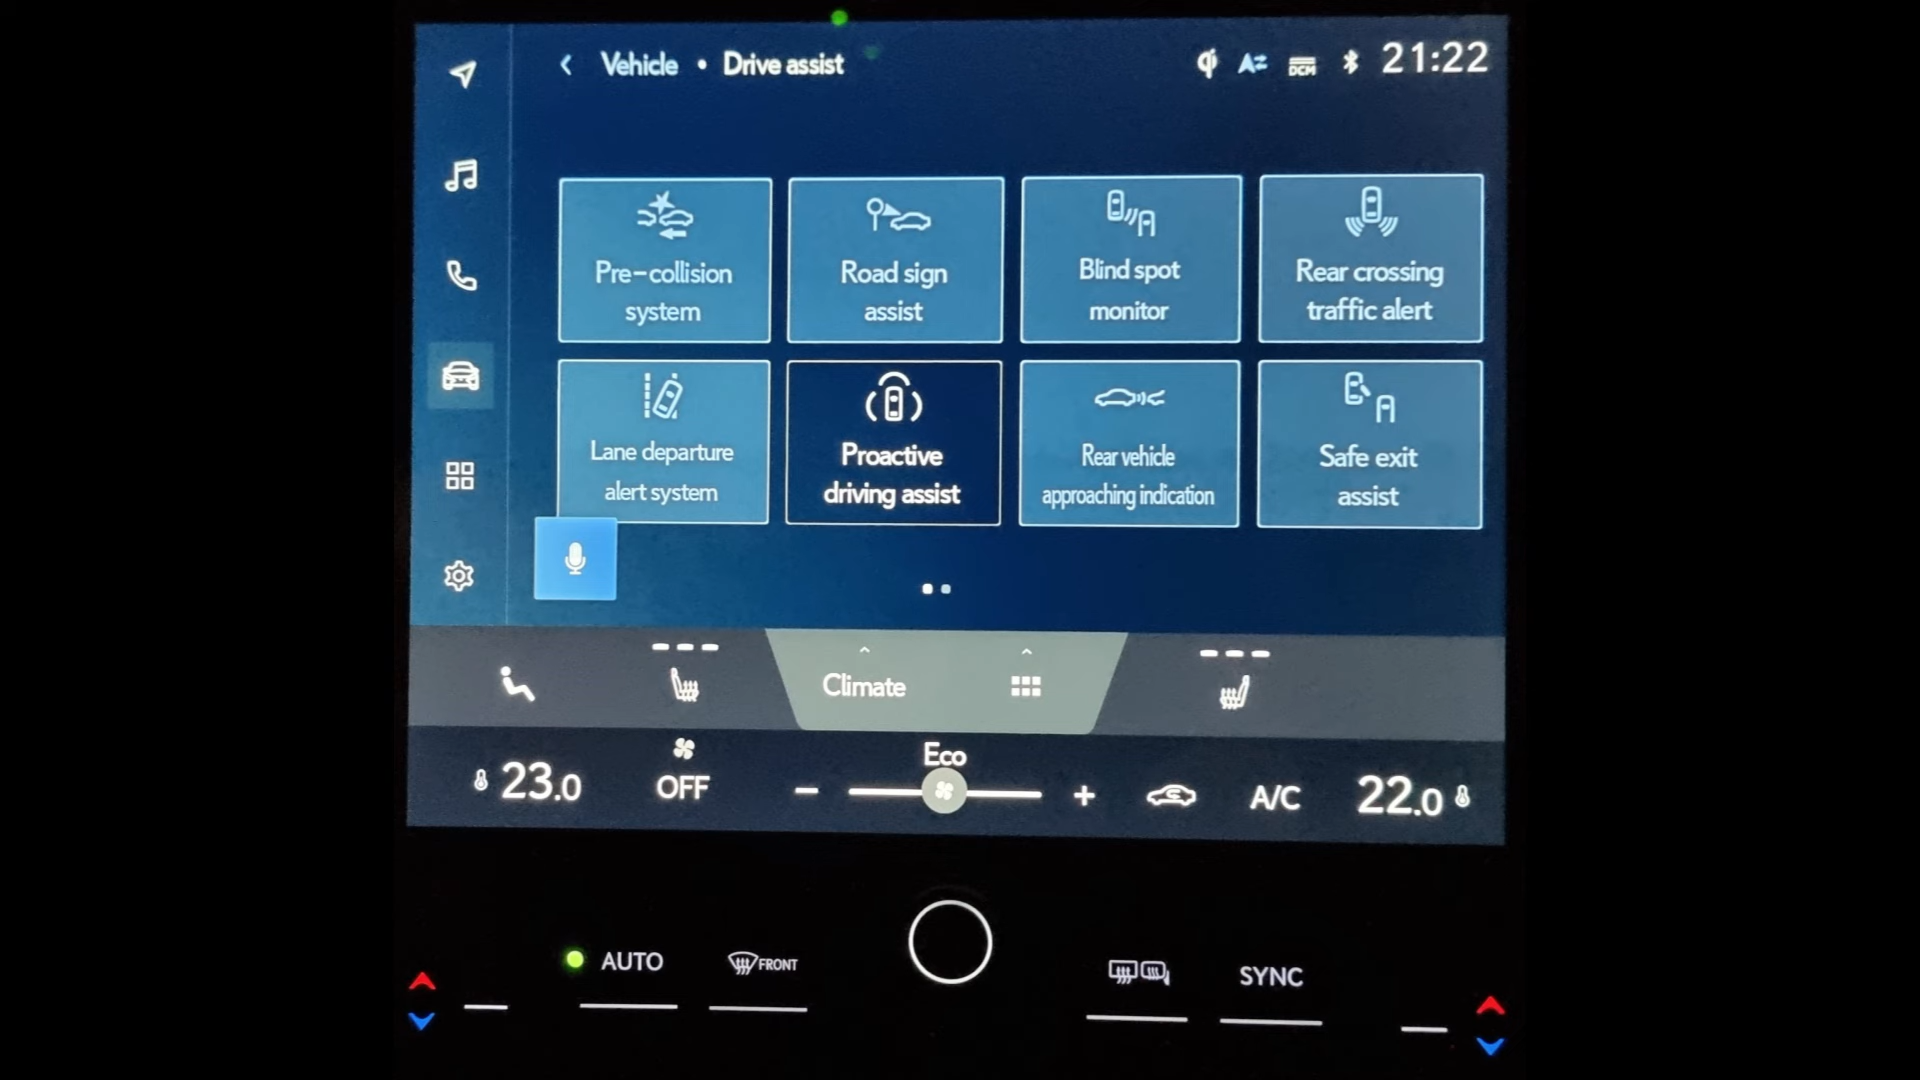 Vehicle • Drive assist
A DCM 21:22
Pre-collision
system
Road sign
assist
Blind spot
monitor
Rear crossing
traffic alert
Lane departure
alert system
Proactive
driving assist
Rear vehicle
approaching indication
Safe exit
assist
Climate
Eco
23.0 OFF - + A/C 22.0
AUTO FRONT SYNC